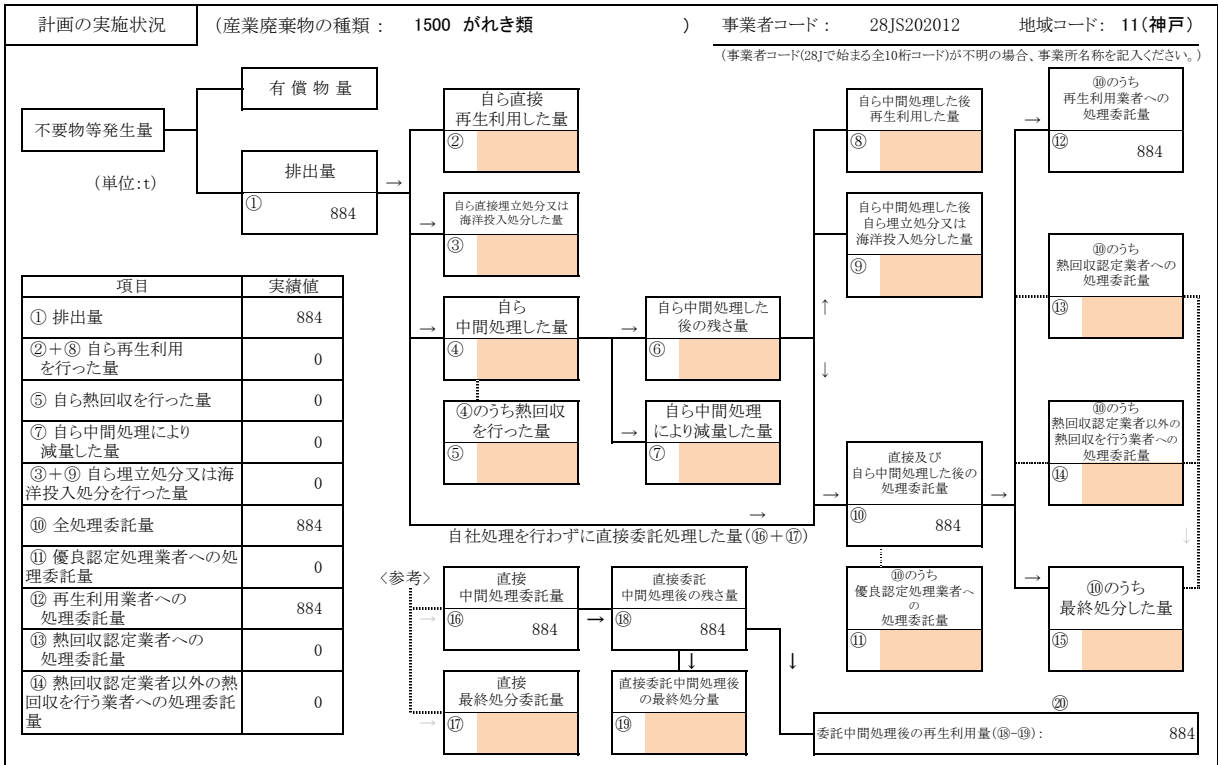 計画の実施状況
(産業廃棄物の種類 : 1500 がれき類 )
事業者コード : 28JS202012 地域コード: 11(神戸)
(事業者コード(28Jで始まる全10桁コード)が不明の場合、事業所名称を記入ください。)
不要物等発生量
(単位:t)
有 償 物 量
排出量
①
884
→
自ら直接
再生利用した量
②
→
自ら直接埋立処分又は
海洋投入処分した量
③
→
自ら
中間処理した量
④
④のうち熱回収
を行った量
⑤
→
自ら中間処理した
後の残さ量
⑥
→
自ら中間処理
により減量した量
⑦
自ら中間処理した後
再生利用した量
⑧
自ら中間処理した後
自ら埋立処分又は
海洋投入処分した量
⑨
↑
↓
→
自社処理を行わずに直接委託処理した量(⑯+⑰)
→
直接及び
自ら中間処理した後の
処理委託量
⑩
884
→
⑩のうち
優良認定処理業者へ
の
処理委託量
⑪
→
⑩のうち
再生利用業者への
処理委託量
⑫
884
⑩のうち
熱回収認定業者への
処理委託量
⑬
⑩のうち
熱回収認定業者以外の
熱回収を行う業者への
処理委託量
⑭
↓
→
⑩のうち
最終処分した量
⑮
項目 実績値
① 排出量 884
②+⑧ 自ら再生利用
を行った量 0
⑤ 自ら熱回収を行った量 0
⑦ 自ら中間処理により
減量した量 0
③+⑨ 自ら埋立処分又は海
洋投入処分を行った量 0
⑩ 全処理委託量 884
⑪ 優良認定処理業者への処
理委託量 0
⑫ 再生利用業者への
処理委託量 884
⑬ 熱回収認定業者への
処理委託量 0
⑭ 熱回収認定業者以外の熱
回収を行う業者への処理委託
量 0
〈参考〉
→
直接
中間処理委託量
⑯
884
→
直接委託
中間処理後の残さ量
⑱
884
→
直接
最終処分委託量
⑰
↓
直接委託中間処理後
の最終処分量
⑲
↓
⑳
委託中間処理後の再生利用量(⑱-⑲) : 884